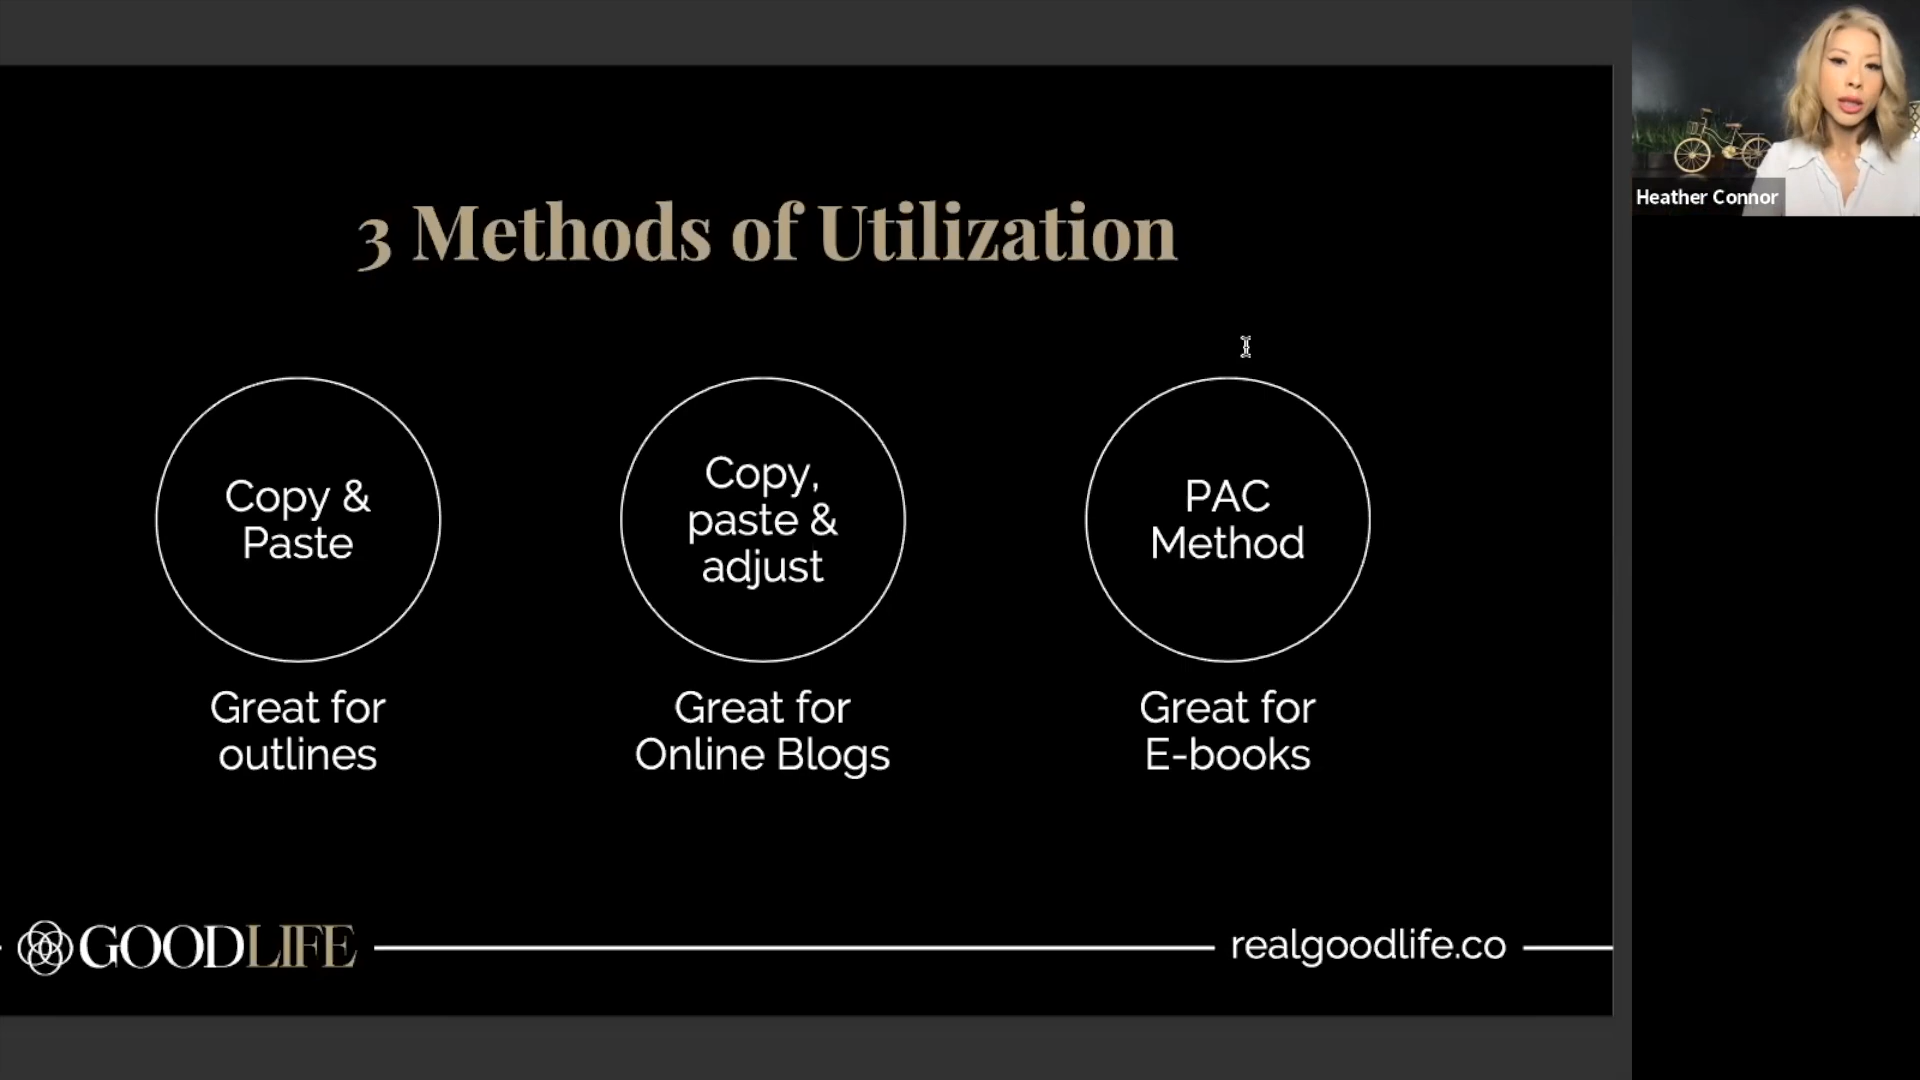 3 Methods of Utilization
Copy &
Paste
Great for
outlines
Copy,
paste &
adjust
Great for
Online Blogs
PAC
Method
Great for
E-books
GOODLIFE
realgoodlife.co
Heather Connor